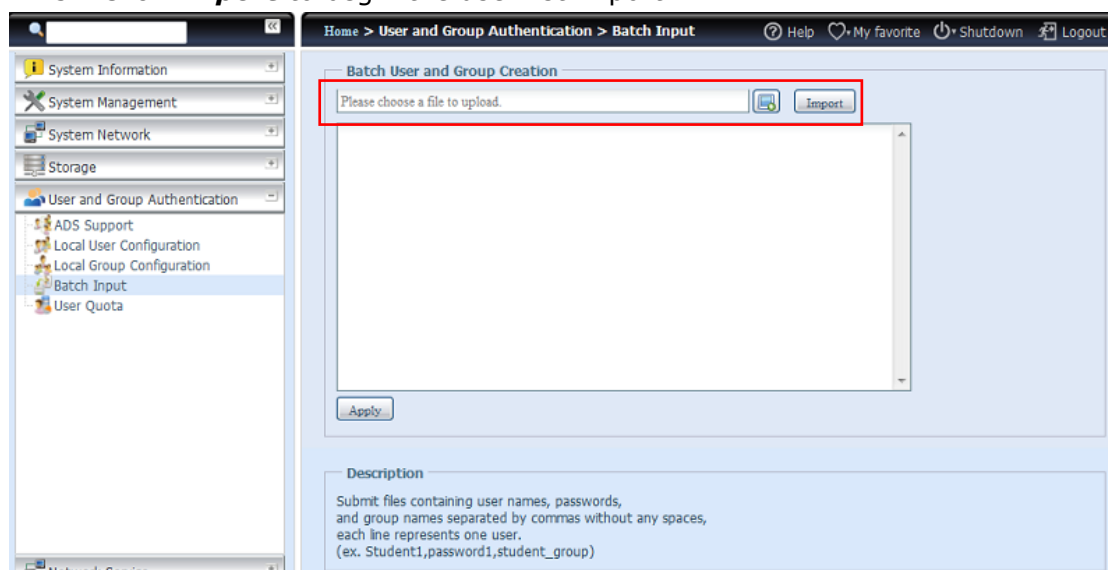 Home > User and Group Authentication > Batch Input
Help
My favorite
Shutdown
Logout
System Information
System Management
System Network
Storage
User and Group Authentication
ADS Support
Local User Configuration
Local Group Configuration
Batch Input
User Quota
Batch User and Group Creation
Please choose a file to upload.
Import
Apply
Description
Submit files containing user names, passwords,
and group names separated by commas without any spaces,
each line represents one user.
(ex. Student1,password1,student_group)